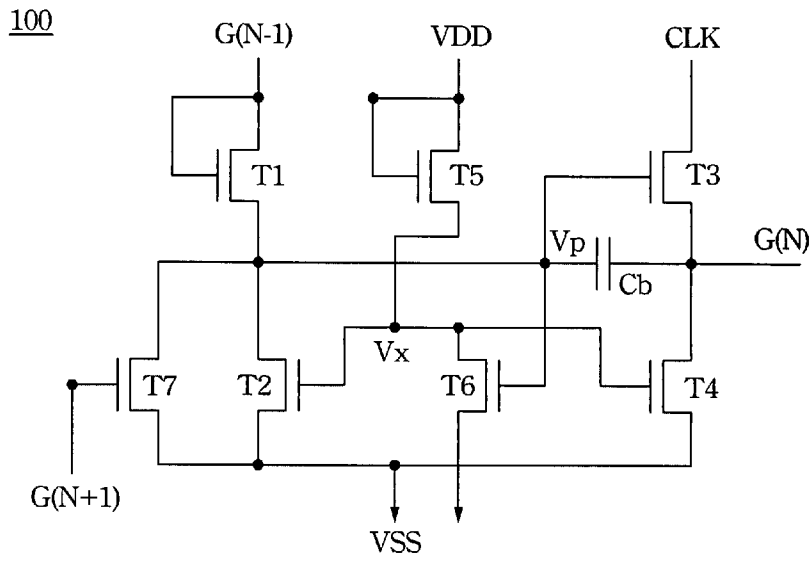 100
G(N-1)
VDD
CLK
T1
T5
T3
Vp
G(N)
Cb
Vx
T7
T2
T6
T4
G(N+1)
VSS